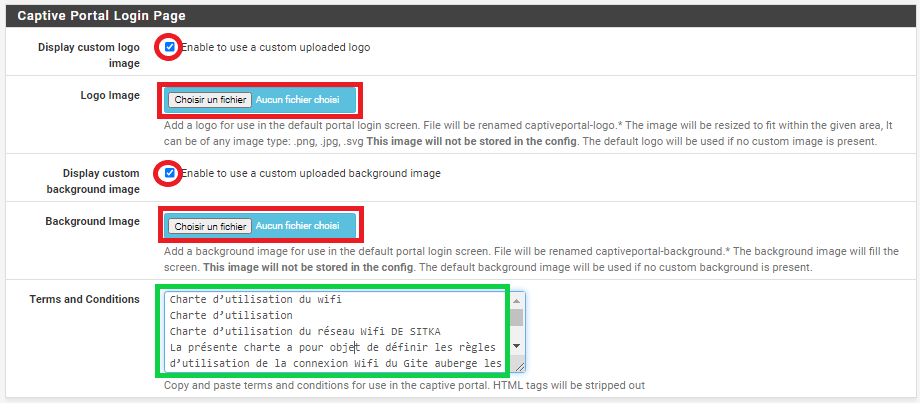 Captive Portal Login Page
Display custom logo image
Enable to use a custom uploaded logo
Logo Image
Choisir un fichier Aucun fichier choisi
Add a logo for use in the default portal login screen. File will be renamed captiveportal-logo.* The image will be resized to fit within the given area, It
can be of any image type: .png, .jpg, .svg This image will not be stored in the config. The default logo will be used if no custom image is present.
Display custom background image
Enable to use a custom uploaded background image
Background Image
Choisir un fichier Aucun fichier choisi
Add a background image for use in the default portal login screen. File will be renamed captiveportal-background.* The background image will fill the
screen. This image will not be stored in the config. The default background image will be used if no custom background is present.
Terms and Conditions
Charte d’utilisation du wifi
Charte d’utilisation
Charte d’utilisation du réseau Wifi DE SITKA
La présente charte a pour objet de définir les règles
d’utilisation de la connexion Wifi du Gite auberge les
Copy and paste terms and conditions for use in the captive portal. HTML tags will be stripped out